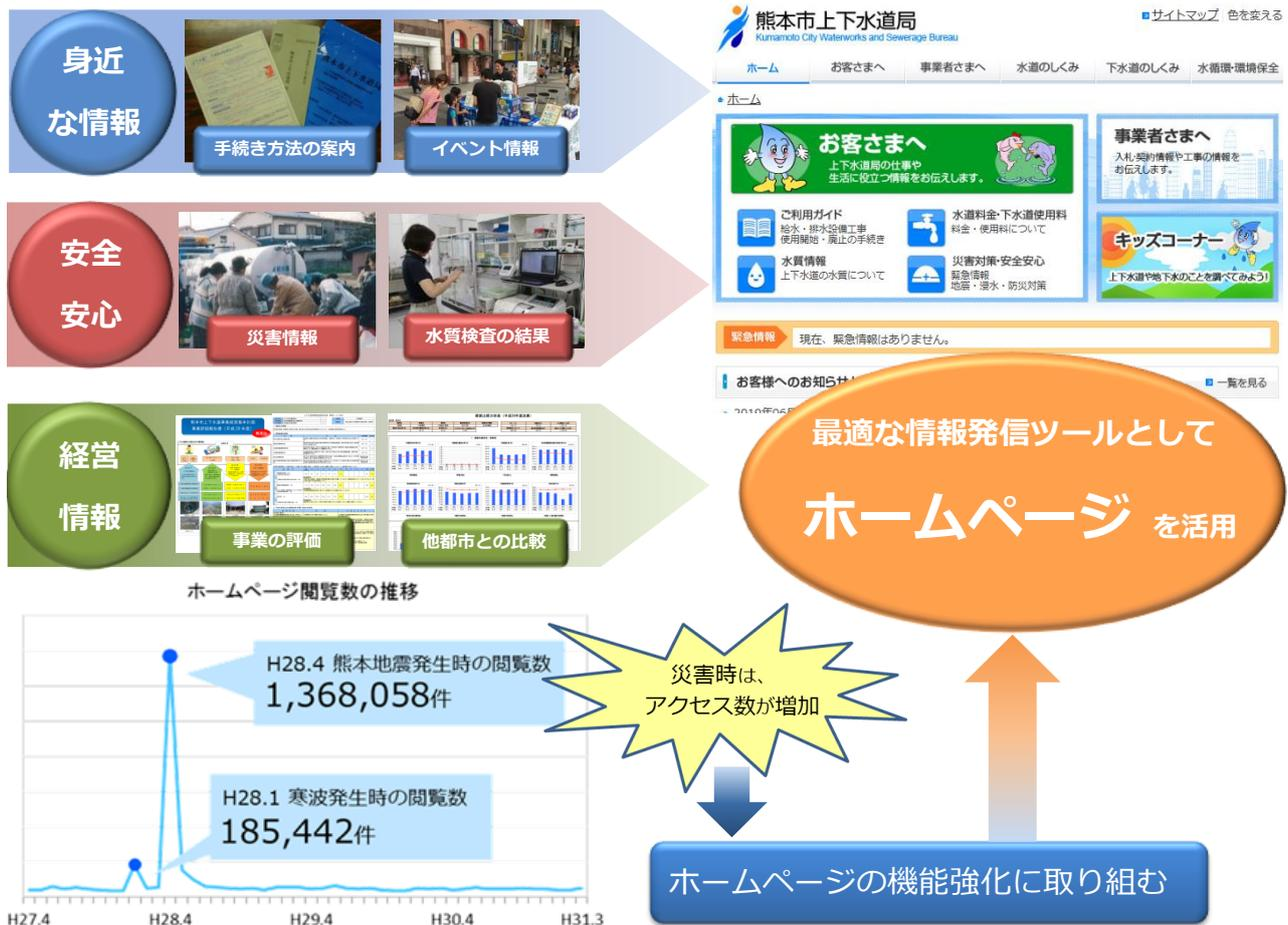 身近
な情報
手続き方法の案内
イベント情報
安全
安心
災害情報
水質検査の結果
経営
情報
事業の評価
他都市との比較
熊本市上下水道局
Kumamoto City Waterworks and Sewerage Bureau
サイトマップ 色を変える
ホーム お客さまへ 事業者さまへ 水道のしくみ 下水道のしくみ 水循環・環境保全
ホーム
お客さまへ
上下水道局の仕事や
生活に役立つ情報をお伝えします。
事業者さまへ
入札・契約情報や工事の情報を
お伝えします。
ご利用ガイド
給水・排水設備工事
使用開始・廃止の手続き
水道料金・下水道使用料
料金・使用料について
水質情報
上下水道の水質について
災害対策・安全安心
緊急情報
地震・浸水・防災対策
キッズコーナー
上下水道や地下水のことを調べてみよう!
緊急情報 現在、緊急情報はありません。
お客様へのお知らせ
一覧を見る
最適な情報発信ツールとして
ホームページ を活用
ホームページ閲覧数の推移
H28.4 熊本地震発生時の閲覧数
1,368,058件
H28.1 寒波発生時の閲覧数
185,442件
H27.4 H28.4 H29.4 H30.4 H31.3
災害時は、
アクセス数が増加
ホームページの機能強化に取り組む